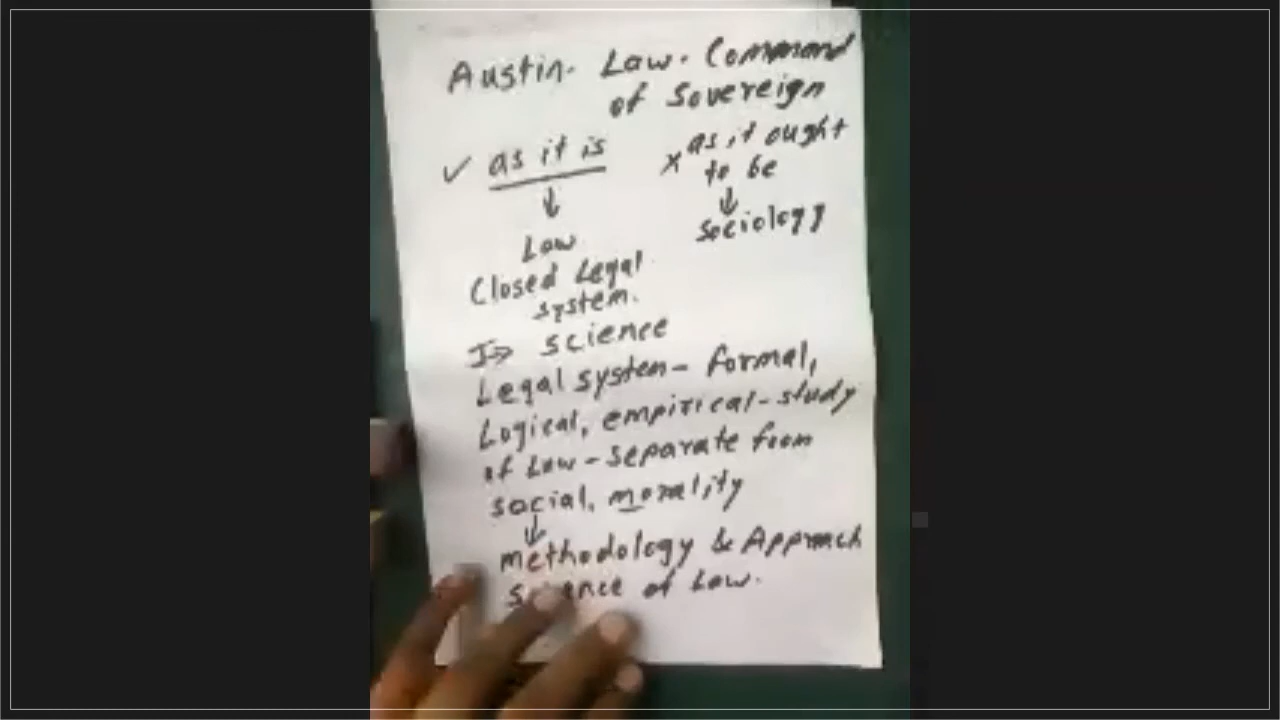 Austin. Law. Command
of Sovereign
✓ as it is
x as it ought
to be
↓
↓
Law
sociology
Closed Legal
system.
I⇒ science
Legal system - formal,
Logical, empirical - study
of Law - separate from
social, morality
↓
methodology & Approach
science of Law.